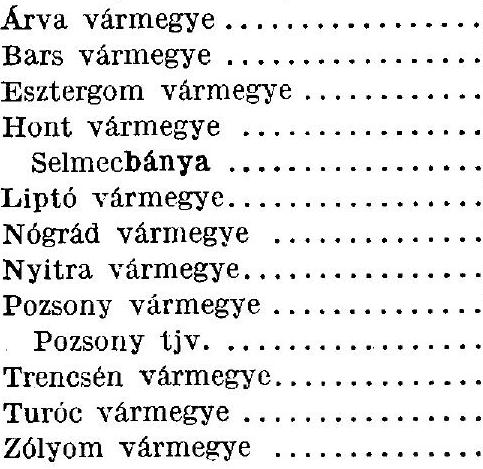 Árva vármegye ..................
Bars vármegye .................
Esztergom vármegye .............
Hont vármegye .................
Selmecbánya ..................
Liptó vármegye..................
Nógrád vármegye ...............
Nyitra vármegye.................
Pozsony vármegye ...............
Pozsony tjv. ..................
Trencsén vármegye...............
Turóc vármegye .................
Zólyom vármegye ...............